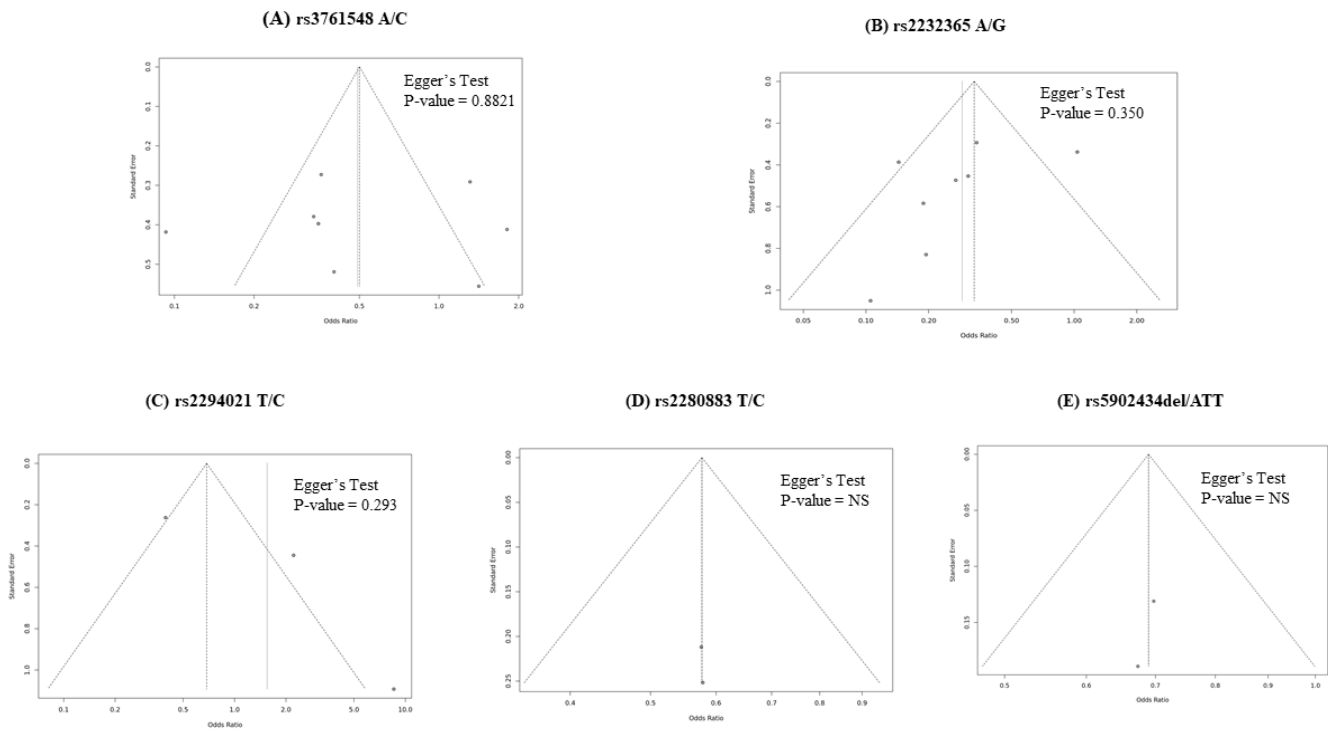 (A) rs3761548 A/C
Egger's Test
P-value = 0.8821
Standard Error
0.0
0.1
0.2
0.3
0.4
0.5
0.1
0.2
0.5
1.0
2.0
Odds Ratio
(B) rs2232365 A/G
Egger's Test
P-value = 0.350
Standard Error
0.0
0.2
0.4
0.6
0.8
1.0
0.05
0.10
0.20
0.50
1.00
2.00
Odds Ratio
(C) rs2294021 T/C
Egger's Test
P-value = 0.293
Standard Error
0.0
0.2
0.4
0.6
0.8
1.0
0.1
0.5
1.0
2.0
5.0
10.0
Odds Ratio
(D) rs2280883 T/C
Egger's Test
P-value = NS
Standard Error
0.00
0.05
0.10
0.15
0.20
0.25
0.4
0.5
0.6
0.7
0.8
0.9
Odds Ratio
(E) rs5902434del/ATT
Egger's Test
P-value = NS
Standard Error
0.00
0.05
0.10
0.15
0.5
0.6
0.7
0.8
0.9
1.0
Odds Ratio